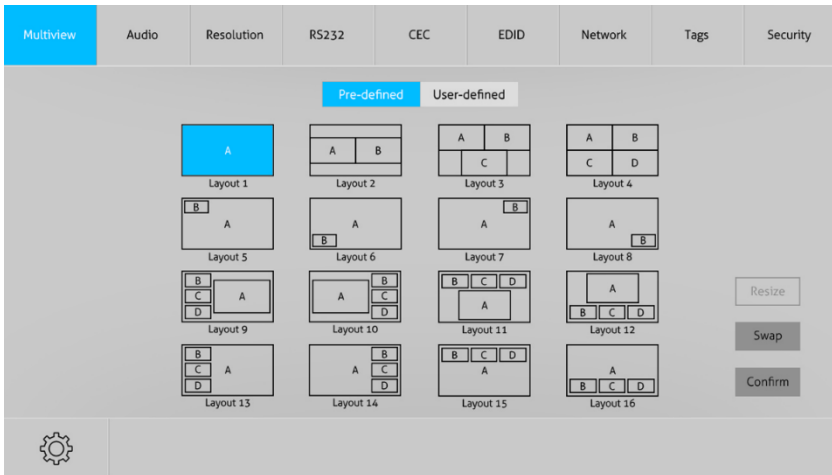 Multiview Audio Resolution RS232 CEC EDID Network Tags Security
Pre-defined User-defined
A
Layout 1
A B
Layout 2
A B
C
Layout 3
A B
C D
Layout 4
B
A
Layout 5
A
B
Layout 6
B
A
Layout 7
A
B
Layout 8
B
C A
D
Layout 9
B
A C
D
Layout 10
B C D
A
Layout 11
A
B C D
Layout 12
B
C A
D
Layout 13
B
A C
D
Layout 14
B C D
A
Layout 15
A
B C D
Layout 16
Resize
Swap
Confirm